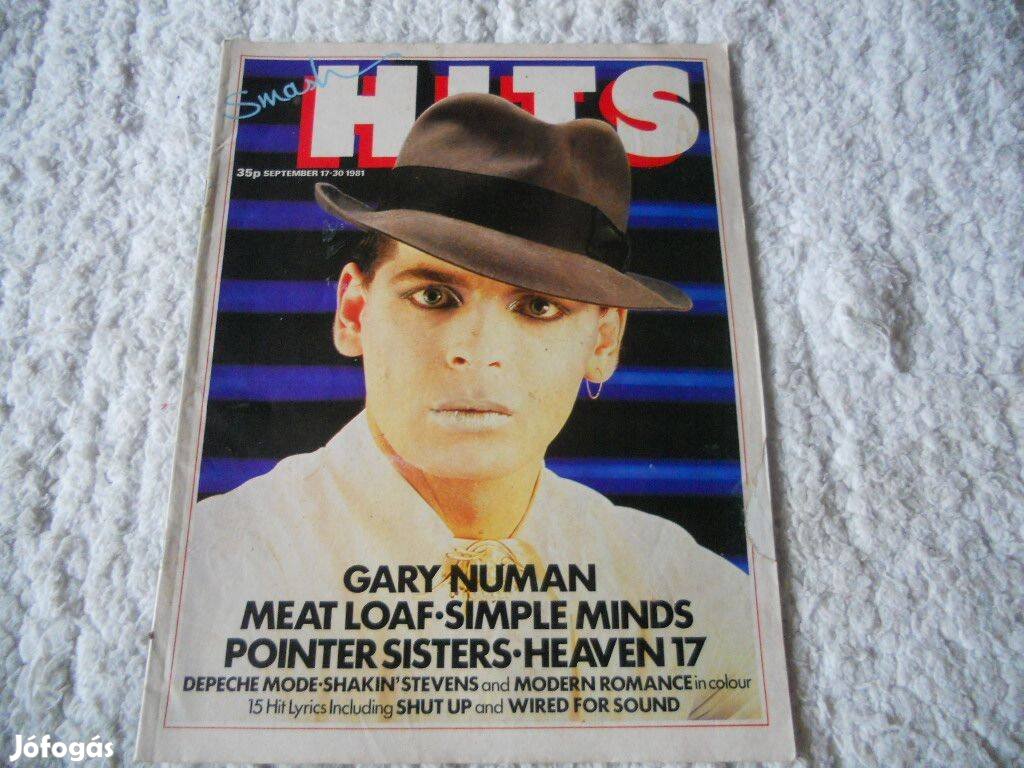 Smash
HITS
35p SEPTEMBER 17-30 1981
GARY NUMAN
MEAT LOAF·SIMPLE MINDS
POINTER SISTERS·HEAVEN 17
DEPECHE MODE·SHAKIN' STEVENS and MODERN ROMANCE in colour
15 Hit Lyrics Including SHUT UP and WIRED FOR SOUND
Jófogás